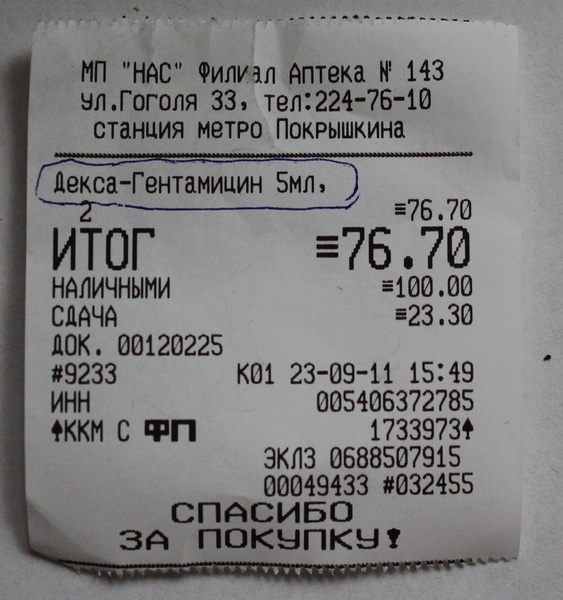 МП "НАС" Филиал Аптека № 143
ул.Гоголя 33, тел:224-76-10
станция метро Покрышкина
Декса-Гентамицин 5мл,
2 ≡76.70
ИТОГ ≡76.70
НАЛИЧНЫМИ ≡100.00
СДАЧА ≡23.30
ДОК. 00120225
#9233 К01 23-09-11 15:49
ИНН 005406372785
ККМ С ФП 1733973
ЭКЛЗ 0688507915
00049433 #032455
СПАСИБО
ЗА ПОКУПКУ!